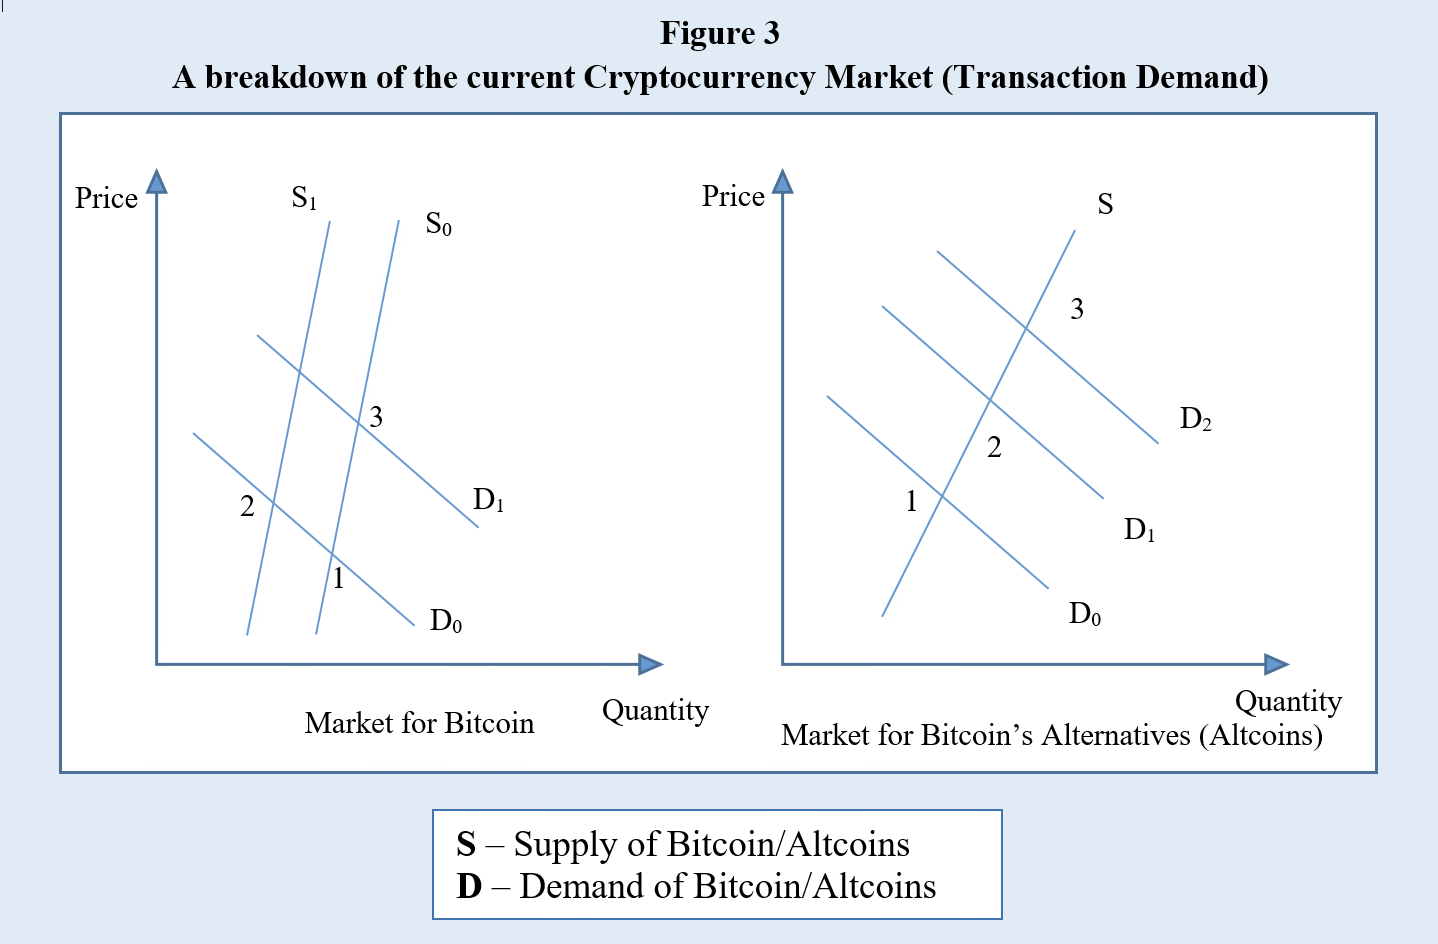 Figure 3
A breakdown of the current Cryptocurrency Market (Transaction Demand)
Price
S1
S0
3
2
D1
1
D0
Quantity
Market for Bitcoin
Price
S
3
D2
2
1
D1
D0
Quantity
Market for Bitcoin’s Alternatives (Altcoins)
S – Supply of Bitcoin/Altcoins
D – Demand of Bitcoin/Altcoins